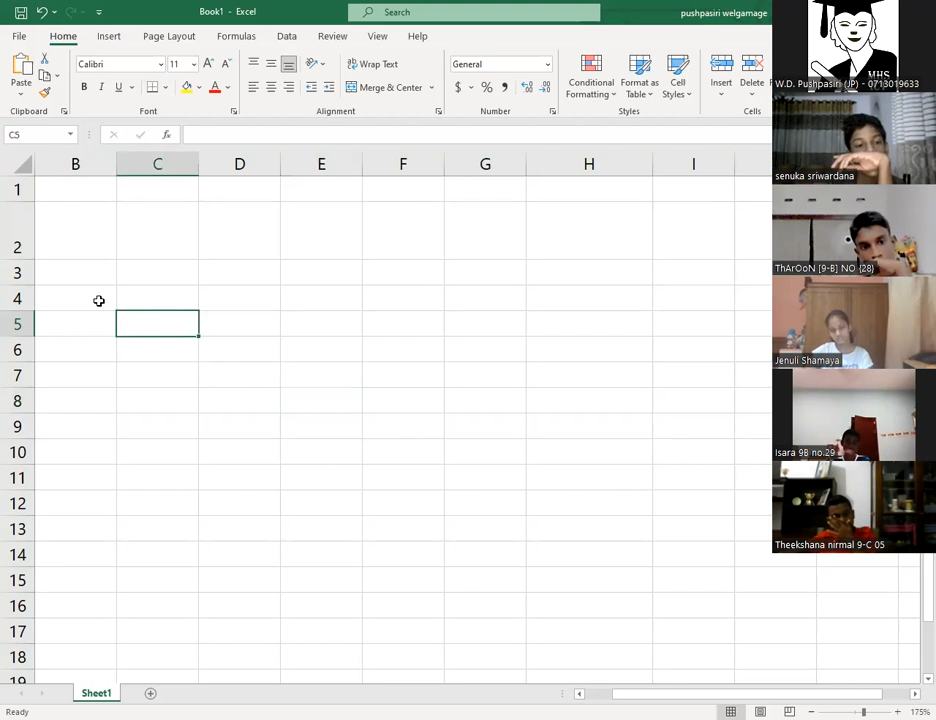 Book1 - Excel
Search
pushpasiri welgamage
File Home Insert Page Layout Formulas Data Review View Help
Calibri 11
Wrap Text
General
Paste
B I U
Merge & Center
$ % ,
Conditional Formatting
Format as Table
Cell Styles
Insert
Delete
Clipboard Font Alignment Number Styles Cells
C5
fx
B C D E F G H I
1
2
3
4
5
6
7
8
9
10
11
12
13
14
15
16
17
18
19
MHS
W.D. Pushpasiri (JP) - 0713019633
senuka sriwardana
ThArOoN [9-B] NO {28}
Jenuli Shamaya
Isara 9B no.29
Theekshana nirmal 9-C 05
Sheet1
Ready
175%